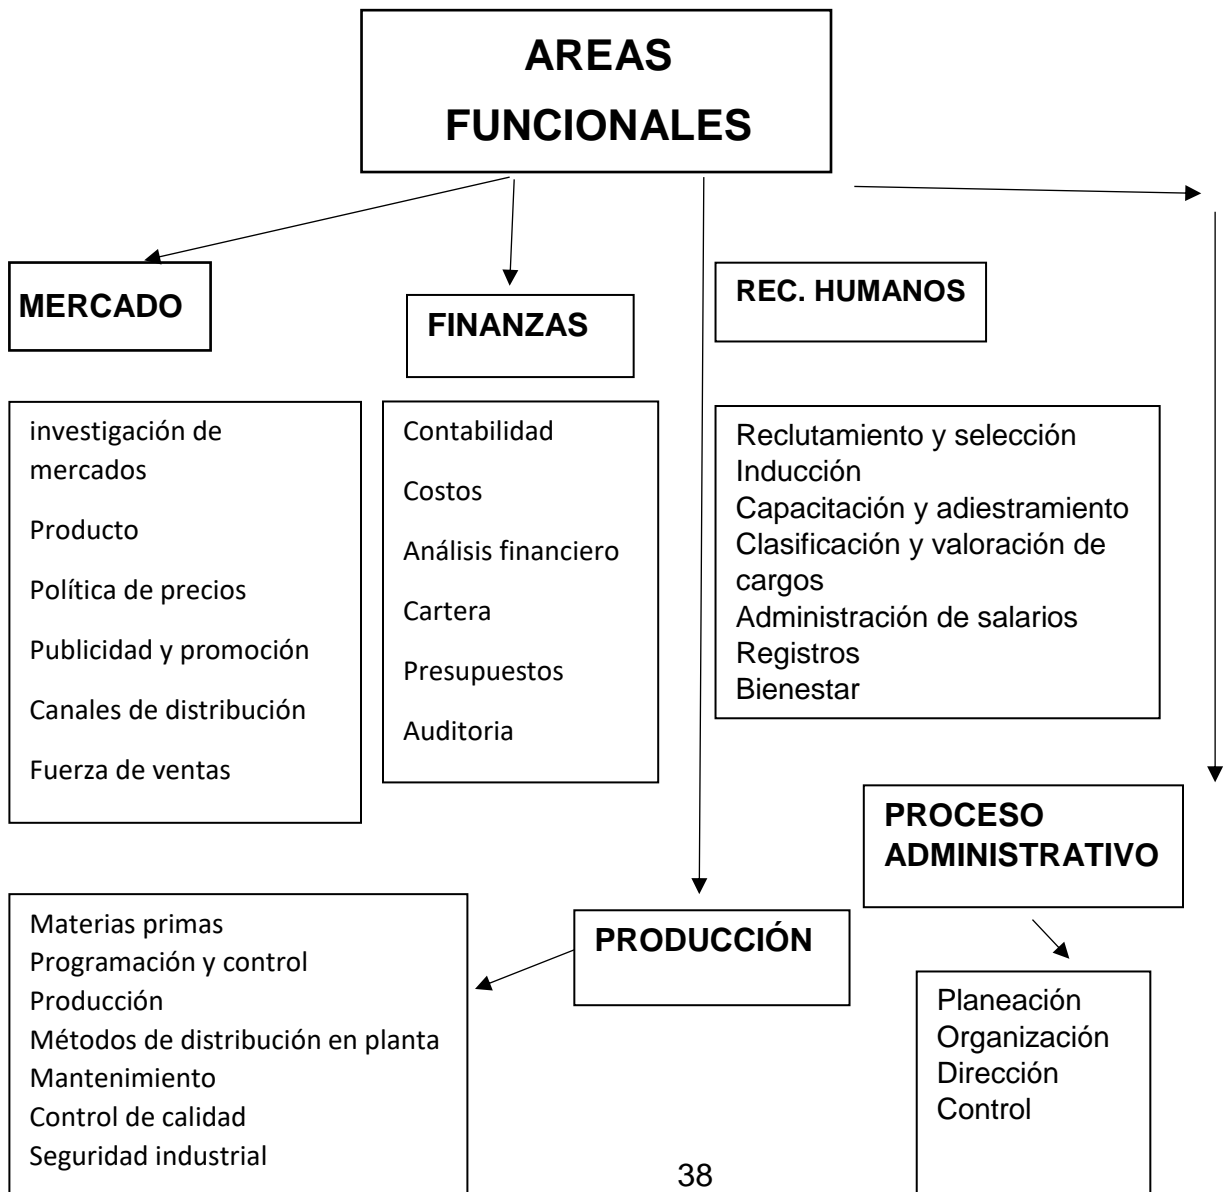 AREAS
FUNCIONALES
MERCADO
FINANZAS
REC. HUMANOS
investigación de
mercados
Producto
Política de precios
Publicidad y promoción
Canales de distribución
Fuerza de ventas
Contabilidad
Costos
Análisis financiero
Cartera
Presupuestos
Auditoria
Reclutamiento y selección
Inducción
Capacitación y adiestramiento
Clasificación y valoración de
cargos
Administración de salarios
Registros
Bienestar
PROCESO
ADMINISTRATIVO
Materias primas
Programación y control
Producción
Métodos de distribución en planta
Mantenimiento
Control de calidad
Seguridad industrial
PRODUCCIÓN
Planeación
Organización
Dirección
Control
38